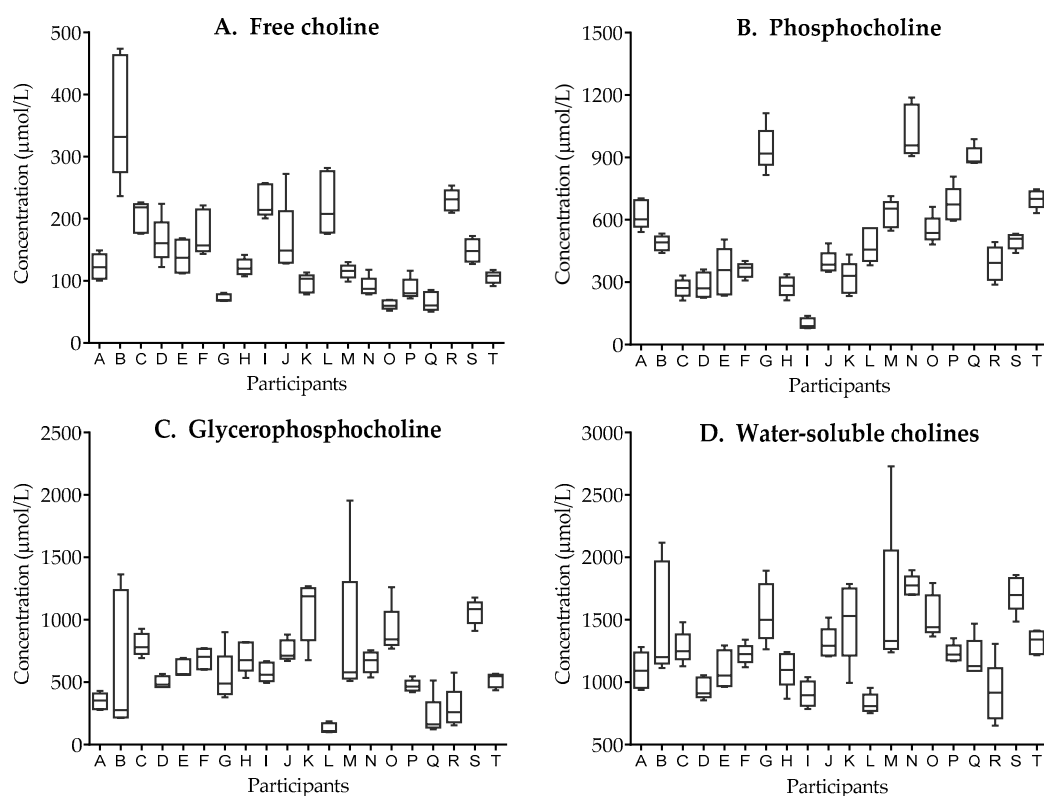 A. Free choline
Concentration (µmol/L)
500
400
300
200
100
0
A B C D E F G H I J K L M N O P Q R S T
Participants
B. Phosphocholine
Concentration (µmol/L)
1500
1200
900
600
300
0
A B C D E F G H I J K L M N O P Q R S T
Participants
C. Glycerophosphocholine
Concentration (µmol/L)
2500
2000
1500
1000
500
0
A B C D E F G H I J K L M N O P Q R S T
Participants
D. Water-soluble cholines
Concentration (µmol/L)
3000
2500
2000
1500
1000
500
A B C D E F G H I J K L M N O P Q R S T
Participants